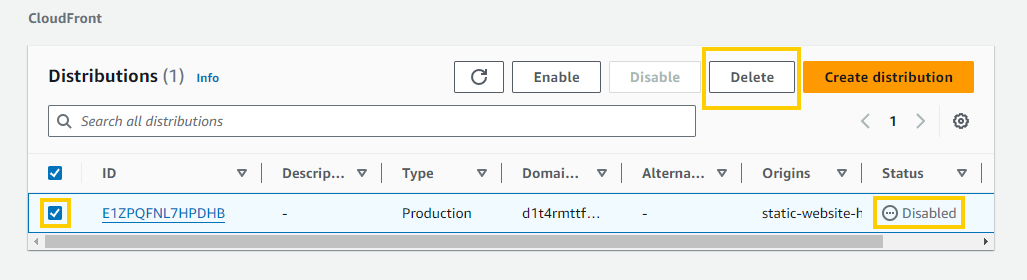 CloudFront
Distributions (1) Info Enable Disable Delete Create distribution
Search all distributions 1
ID Descrip... Type Domai... Alterna... Origins Status
E1ZPQFNL7HPDHB - Production d1t4rmttf... - static-website-h Disabled